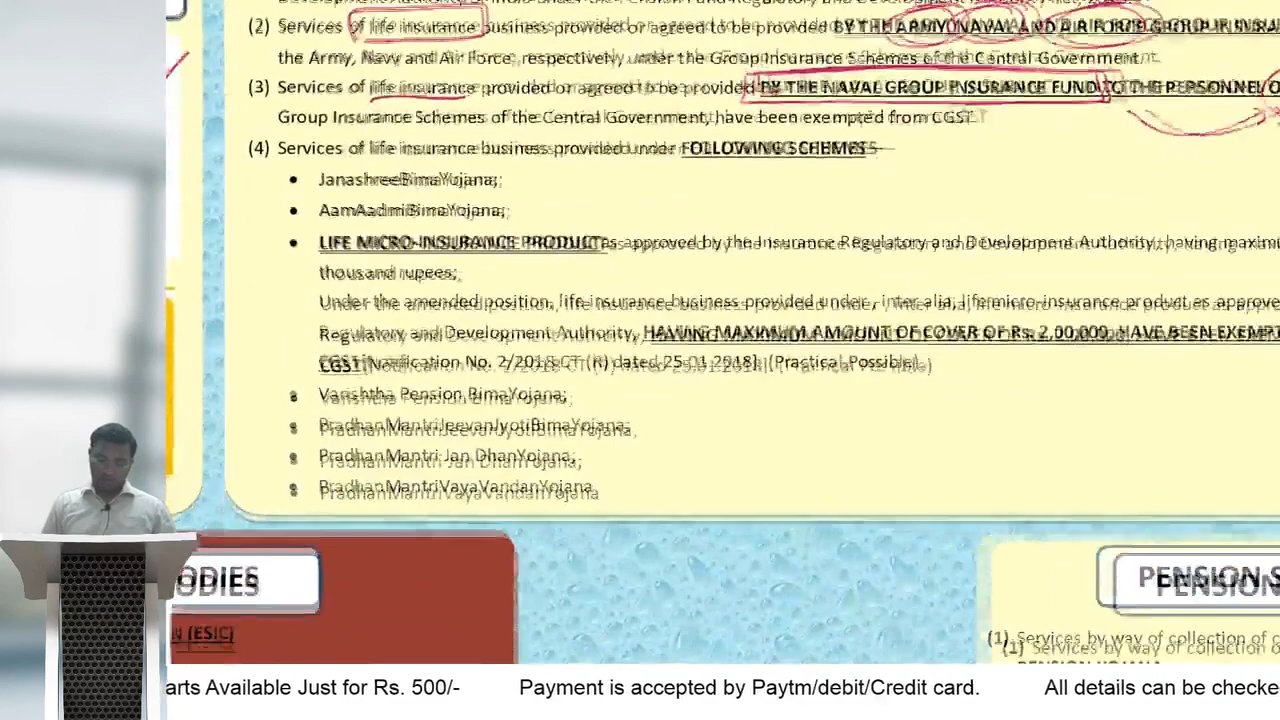 (2) Services of life insurance business provided or agreed to be provided BY THE ARMY, NAVAL AND AIR FORCE GROUP INSURA
the Army, Navy and Air Force, respectively, under the Group Insurance Schemes of the Central Government.
(3) Services of life insurance provided or agreed to be provided BY THE NAVAL GROUP INSURANCE FUND TO THE PERSONNEL O
Group Insurance Schemes of the Central Government, have been exempted from CGST
(4) Services of life insurance business provided under FOLLOWING SCHEMES-
• JanashreeBimaYojana;
• AamAadmiBimaYojana;
• LIFE MICRO-INSURANCE PRODUCT as approved by the Insurance Regulatory and Development Authority, having maximu
thousand rupees;
Under the amended position, life insurance business provided under, inter alia, life micro-insurance product as approve
Regulatory and Development Authority, HAVING MAXIMUM AMOUNT OF COVER OF Rs. 2,00,000, HAVE BEEN EXEMPT
CGST [Notification No. 2/2018-CT (R) dated 25.01.2018]. (Practical Possible)
• Varishtha Pension BimaYojana;
• PradhanMantriJeevanJyotiBimaYojana;
• PradhanMantri Jan DhanYojana;
• PradhanMantriVayaVandanYojana
ODIES
PENSION S
N (ESIC)
(1) Services by way of collection of c
arts Available Just for Rs. 500/- Payment is accepted by Paytm/debit/Credit card. All details can be checke